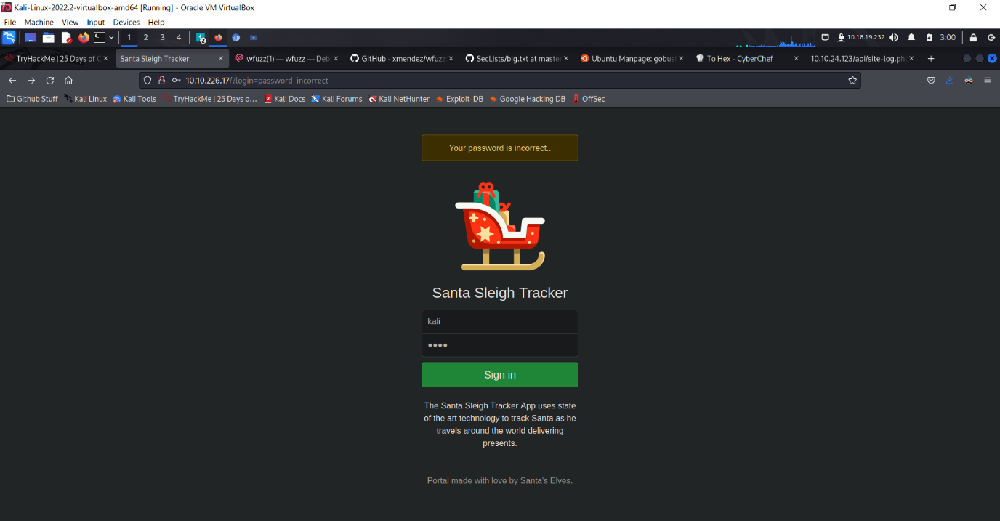 Kali-Linux-2022.2-virtualbox-amd64 [Running] - Oracle VM VirtualBox
File Machine View Input Devices Help
1 2 3 4 2 10.18.19.232 3:00
TryHackMe | 25 Days of C Santa Sleigh Tracker wfuzz(1) — wfuzz — Deb GitHub - xmendez/wfuzz SecLists/big.txt at master Ubuntu Manpage: gobust To Hex - CyberChef 10.10.24.123/api/site-log.php
10.10.226.17/?login=password_incorrect
Github Stuff Kali Linux Kali Tools TryHackMe | 25 Days o... Kali Docs Kali Forums Kali NetHunter Exploit-DB Google Hacking DB OffSec
Your password is incorrect..
Santa Sleigh Tracker
kali
••••
Sign in
The Santa Sleigh Tracker App uses state
of the art technology to track Santa as he
travels around the world delivering
presents.
Portal made with love by Santa's Elves.